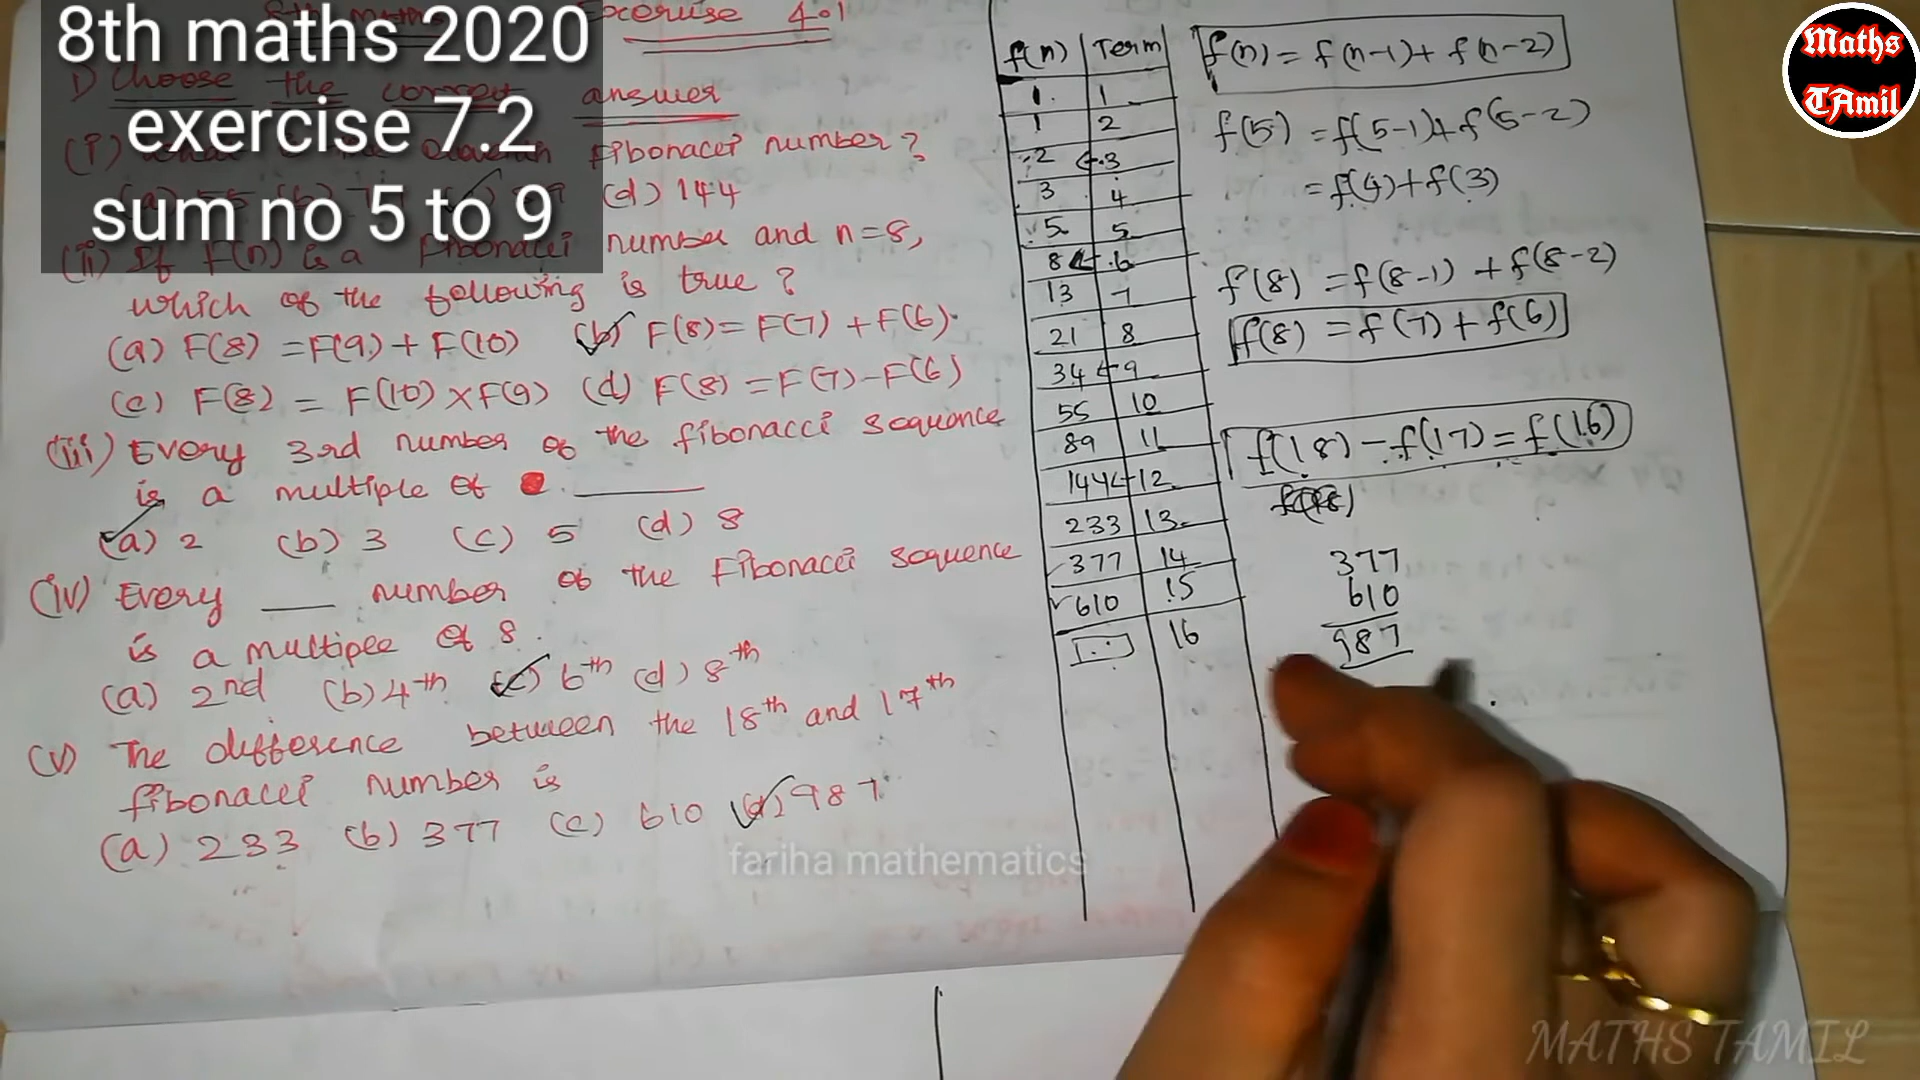 8th maths 2020
exercise 7.2
sum no 5 to 9
Maths
TAmil
Exercise 4.1
1) Choose the correct answer
(i) Fibonacci number?
(d) 144
(ii) If F(n) is a Fibonacci number and n=8,
which of the following is true?
(a) F(8) = F(9) + F(10) (b) F(8) = F(7) + F(6)
(c) F(8) = F(10) × F(9) (d) F(8) = F(7) - F(6)
(iii) Every 3rd number of the fibonacci sequence
is a multiple of ______
(a) 2 (b) 3 (c) 5 (d) 8
(iv) Every ___ number of the Fibonacci sequence
is a multiple of 8.
(a) 2nd (b) 4th (c) 6th (d) 8th
(v) The difference between the 18th and 17th
fibonacci number is
(a) 233 (b) 377 (c) 610 (d) 987
f(n) Term
1 1
1 2
2 ← 3
3 4
5 5
8 ← 6
13 7
21 8
34 ← 9
55 10
89 11
144 ← 12
233 13
377 14
610 15
16
f(n) = f(n-1) + f(n-2)
f(5) = f(5-1) + f(5-2)
= f(4) + f(3)
f(8) = f(8-1) + f(8-2)
f(8) = f(7) + f(6)
f(18) - f(17) = f(16)
377
610
987
fariha mathematics
MATHS TAMIL